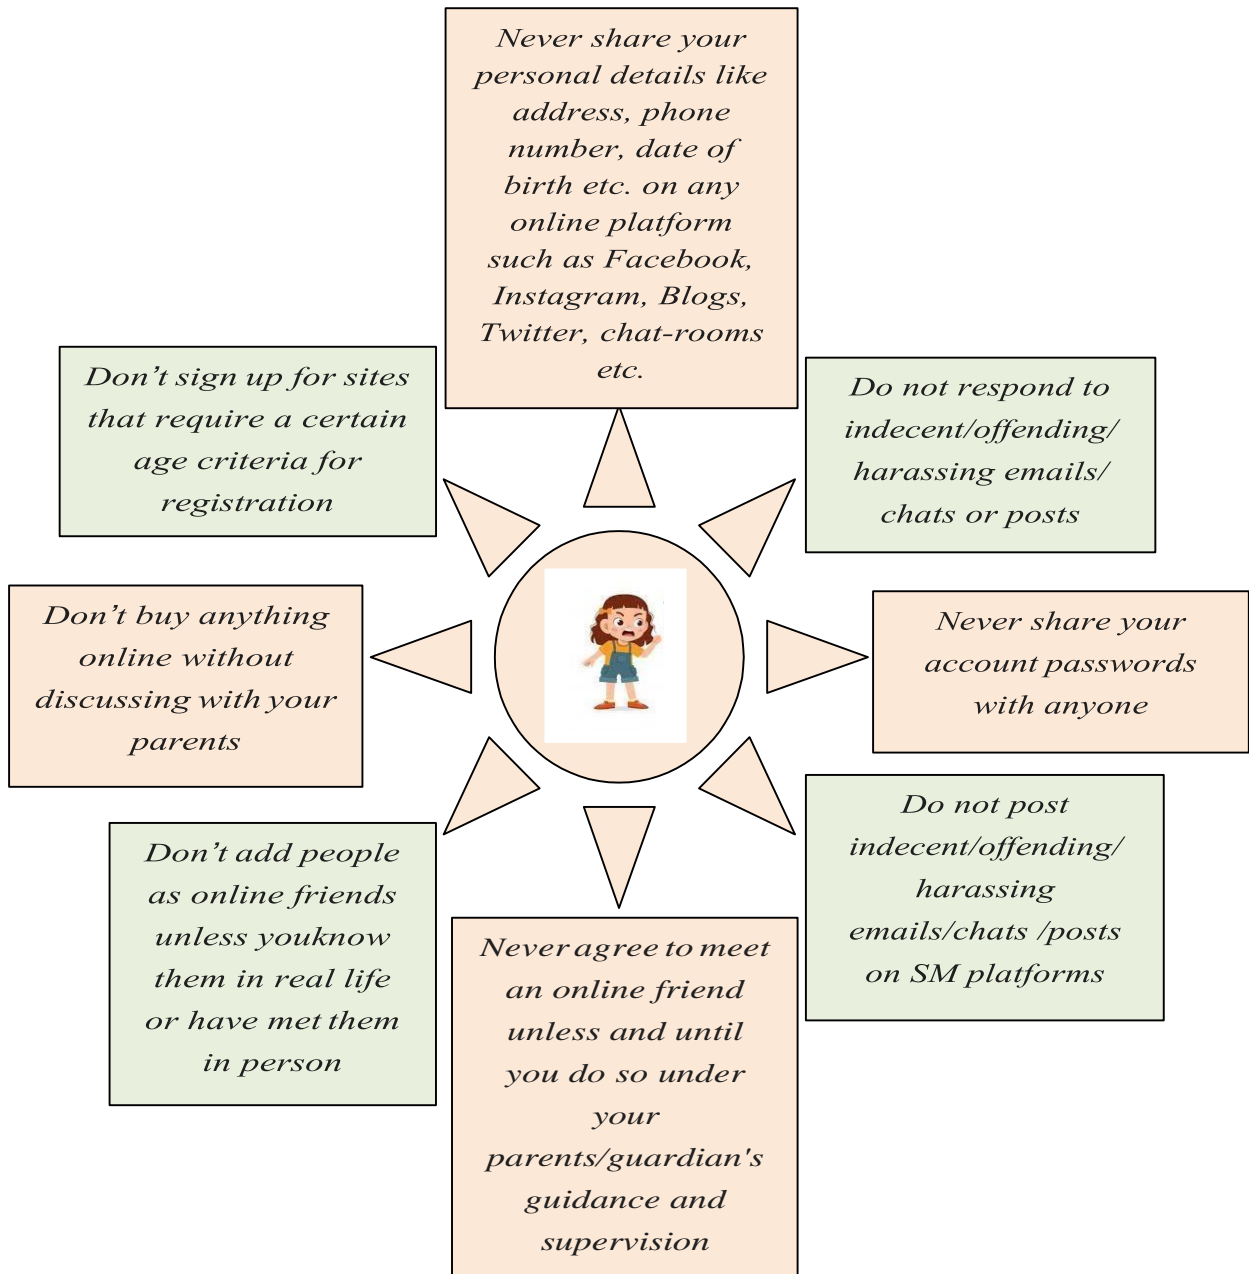 Never share your
personal details like
address, phone
number, date of
birth etc. on any
online platform
such as Facebook,
Instagram, Blogs,
Twitter, chat-rooms
etc.
Don’t sign up for sites
that require a certain
age criteria for
registration
Do not respond to
indecent/offending/
harassing emails/
chats or posts
Don’t buy anything
online without
discussing with your
parents
Never share your
account passwords
with anyone
Don’t add people
as online friends
unless youknow
them in real life
or have met them
in person
Do not post
indecent/offending/
harassing
emails/chats /posts
on SM platforms
Never agree to meet
an online friend
unless and until
you do so under
your
parents/guardian's
guidance and
supervision